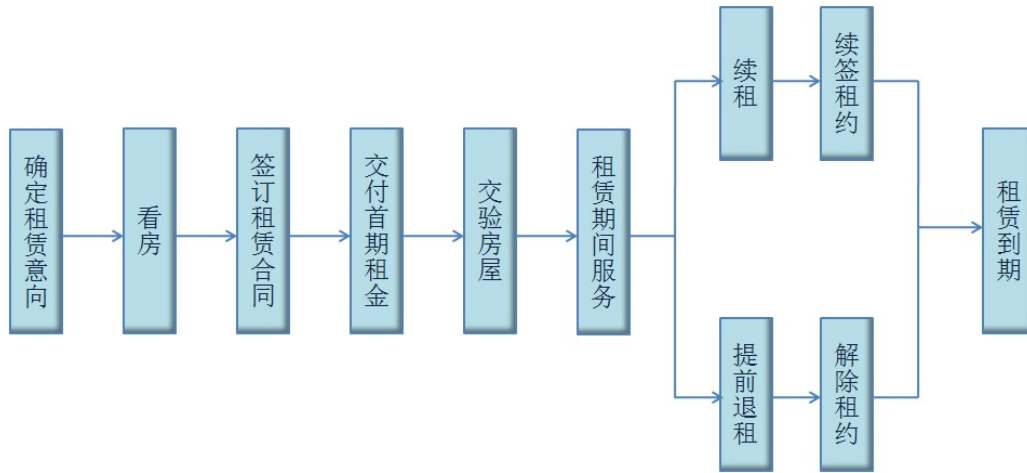 确定租赁意向
看房
签订租赁合同
交付首期租金
交验房屋
租赁期间服务
续租
续签租约
提前退租
解除租约
租赁到期